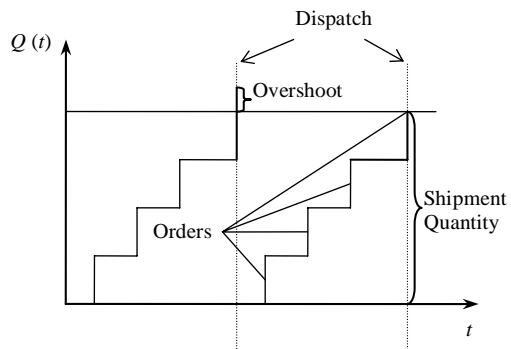 Dispatch
Q (t)
Overshoot
Orders
Shipment
Quantity
t